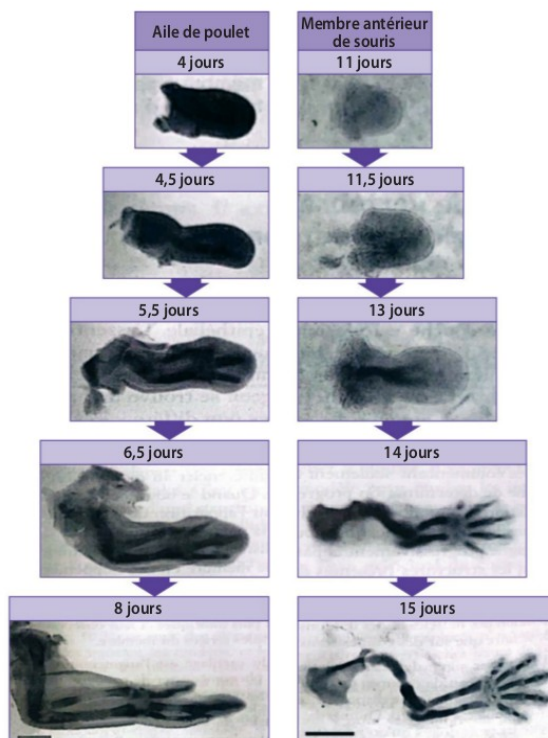 Aile de poulet
4 jours
4,5 jours
5,5 jours
6,5 jours
8 jours
Membre antérieur
de souris
11 jours
11,5 jours
13 jours
14 jours
15 jours